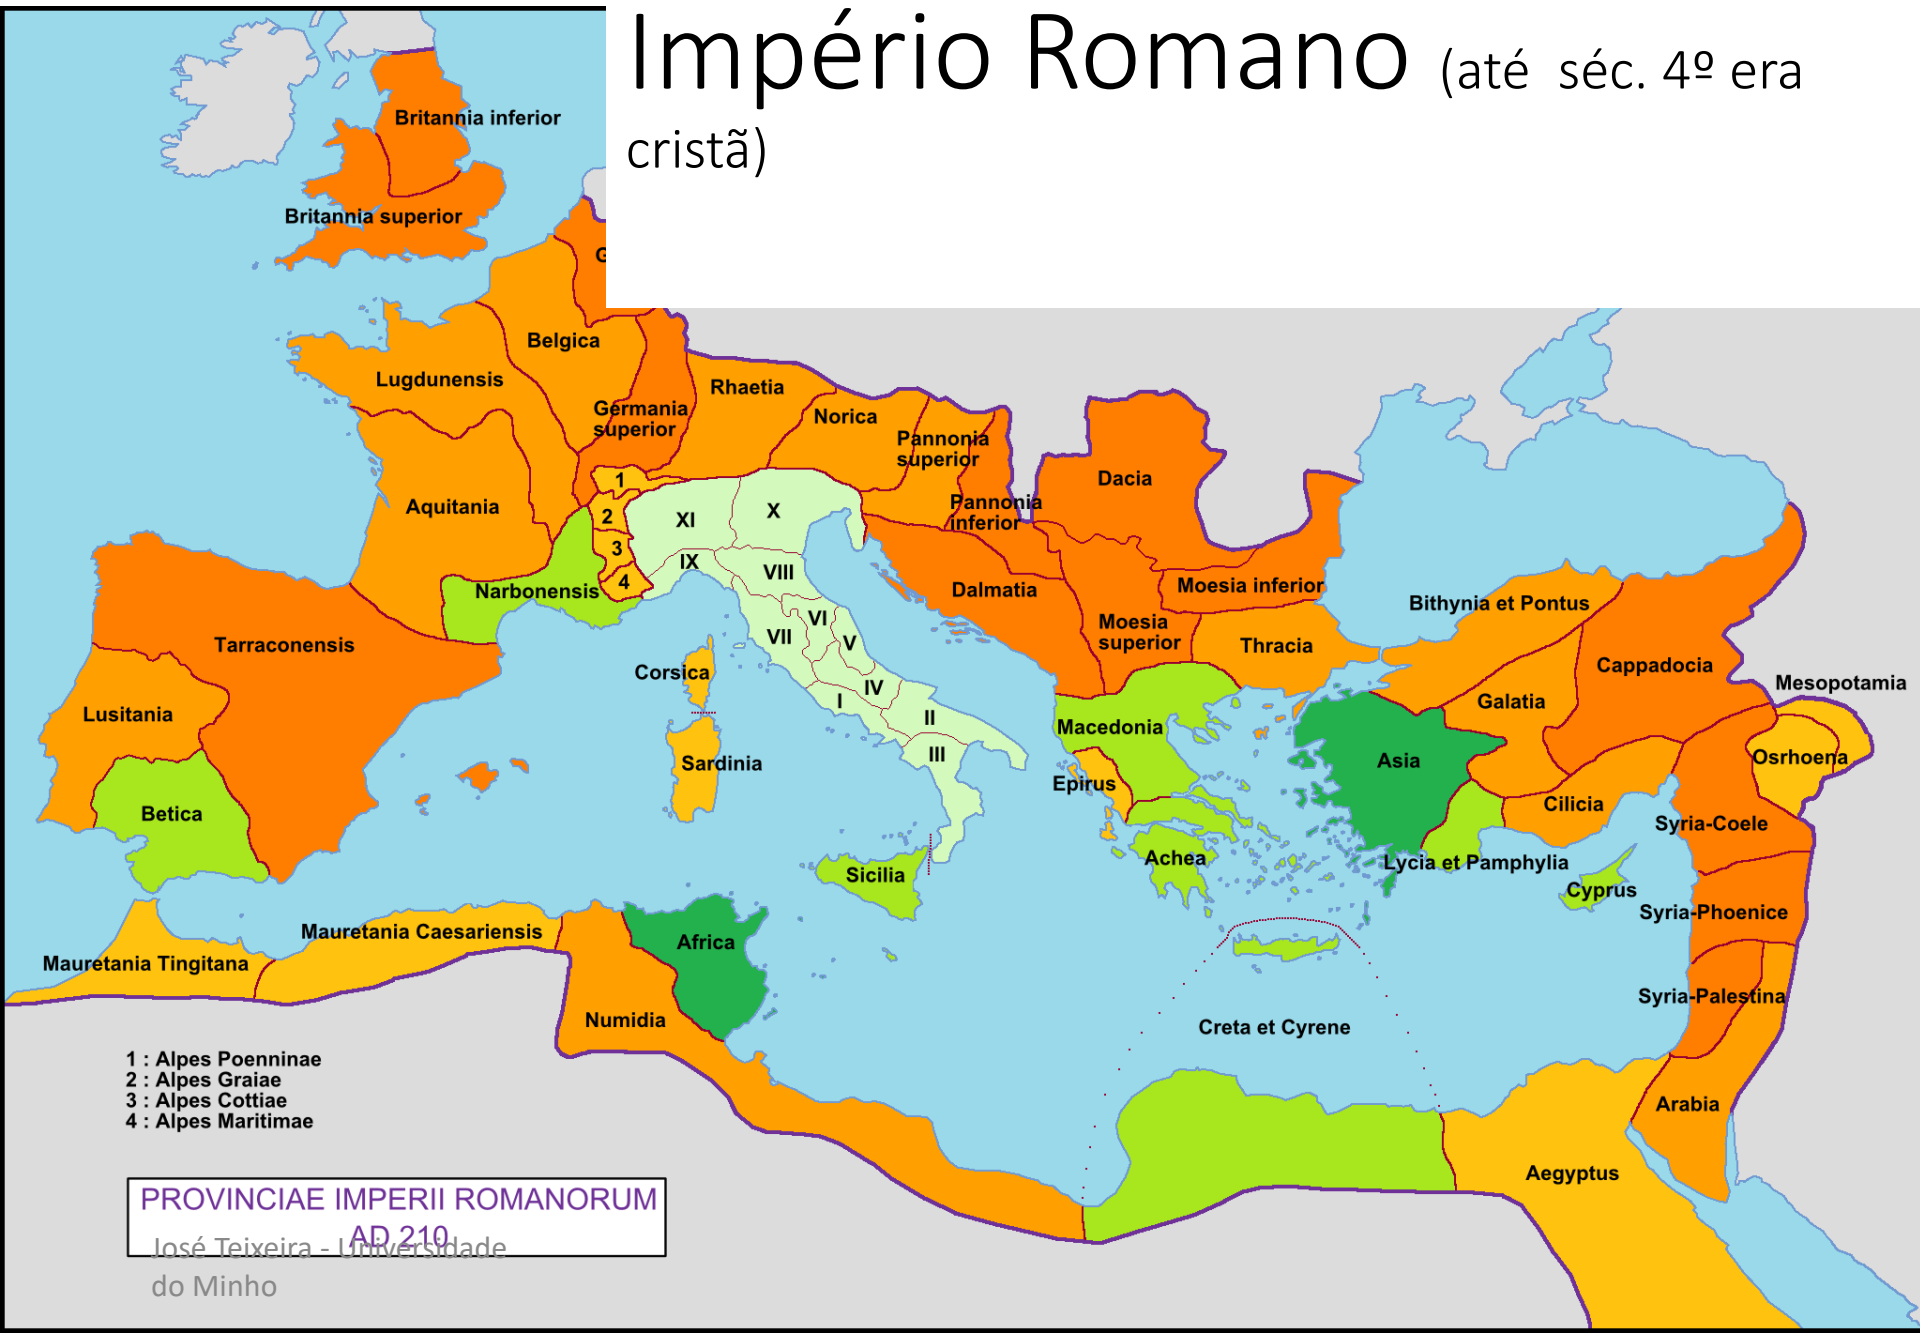 Império Romano (até séc. 4º era
cristã)
Britannia inferior
Britannia superior
G
Belgica
Lugdunensis
Germania
superior
Rhaetia
Norica
Pannonia
superior
Pannonia
inferior
Dacia
Aquitania
1
2
3
4
XI
X
IX
VIII
VII
VI
V
IV
I
II
III
Narbonensis
Dalmatia
Moesia inferior
Moesia
superior
Thracia
Bithynia et Pontus
Cappadocia
Galatia
Mesopotamia
Osrhoena
Tarraconensis
Lusitania
Betica
Corsica
Sardinia
Sicilia
Macedonia
Epirus
Achea
Asia
Cilicia
Lycia et Pamphylia
Cyprus
Syria-Coele
Syria-Phoenice
Syria-Palestina
Arabia
Aegyptus
Creta et Cyrene
Mauretania Tingitana
Mauretania Caesariensis
Numidia
Africa
1 : Alpes Poenninae
2 : Alpes Graiae
3 : Alpes Cottiae
4 : Alpes Maritimae
PROVINCIAE IMPERII ROMANORUM
AD 210
José Teixeira - Universidade
do Minho